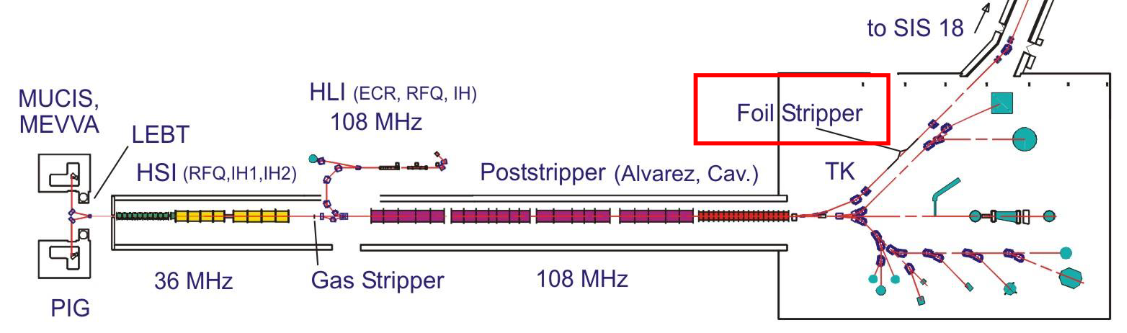 to SIS 18
MUCIS,
MEVVA
LEBT
HLI (ECR, RFQ, IH)
108 MHz
Foil Stripper
HSI (RFQ,IH1,IH2)
Poststripper (Alvarez, Cav.)
TK
36 MHz
Gas Stripper
108 MHz
PIG